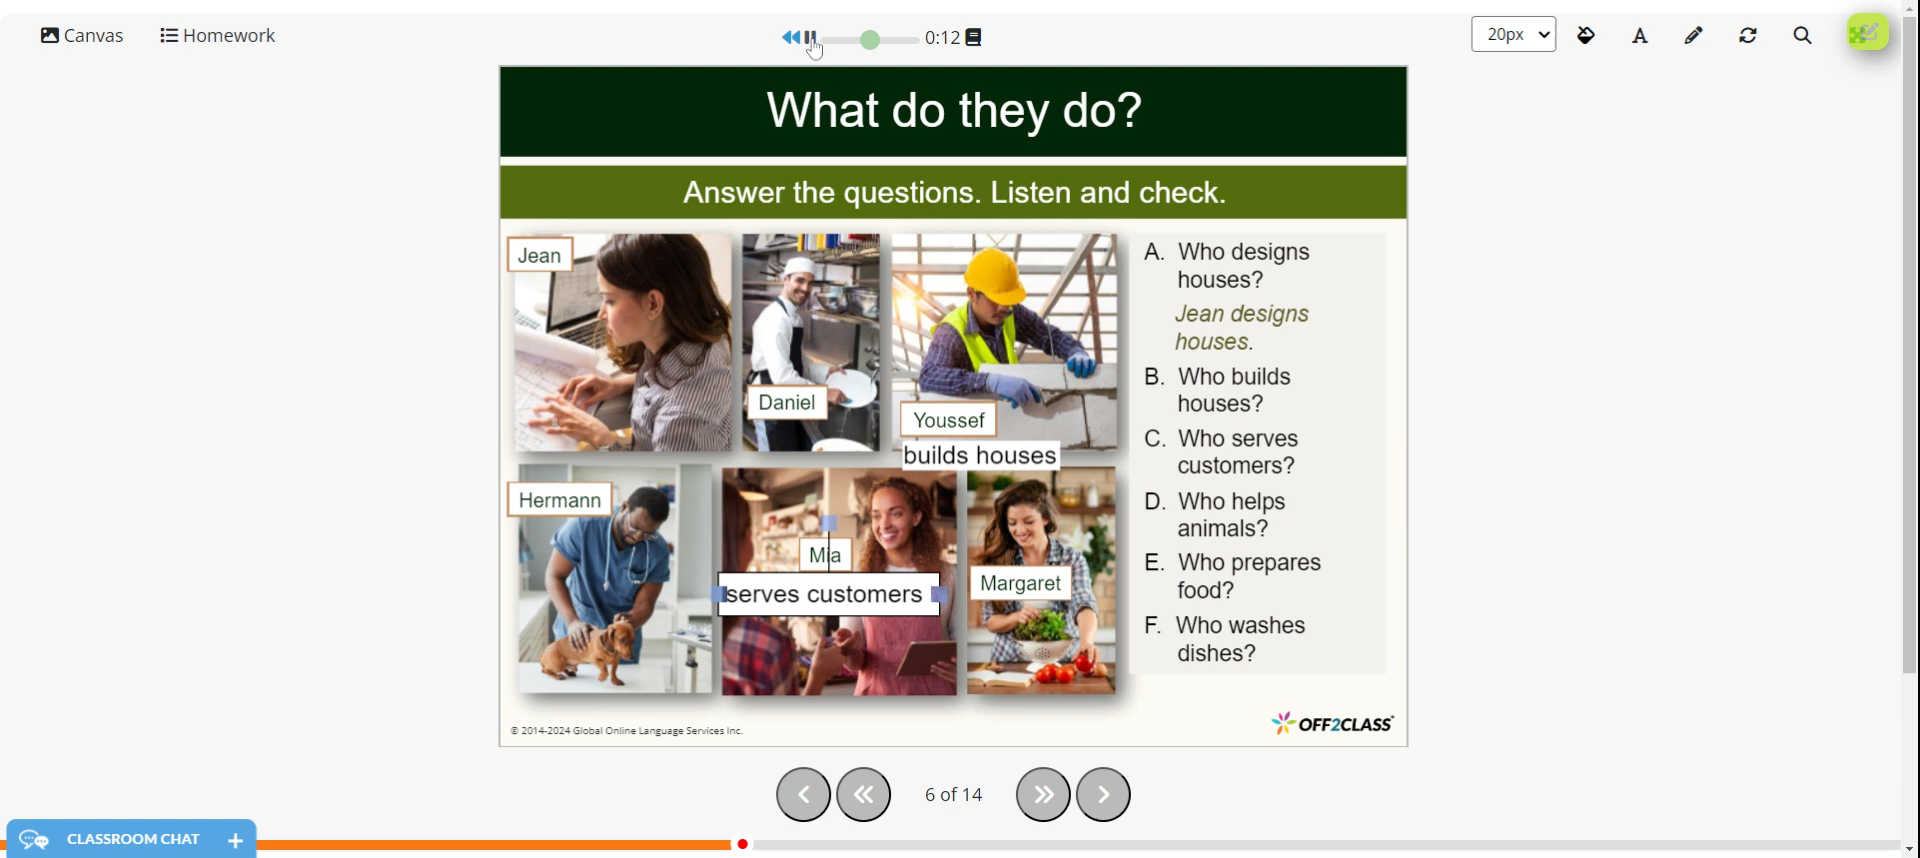 Canvas
Homework
0:12
20px
What do they do?
Answer the questions. Listen and check.
Jean
Daniel
Youssef
builds houses
Hermann
Mia
serves customers
Margaret
A. Who designs
houses?
Jean designs
houses.
B. Who builds
houses?
C. Who serves
customers?
D. Who helps
animals?
E. Who prepares
food?
F. Who washes
dishes?
© 2014-2024 Global Online Language Services Inc.
OFF2CLASS
6 of 14
CLASSROOM CHAT +